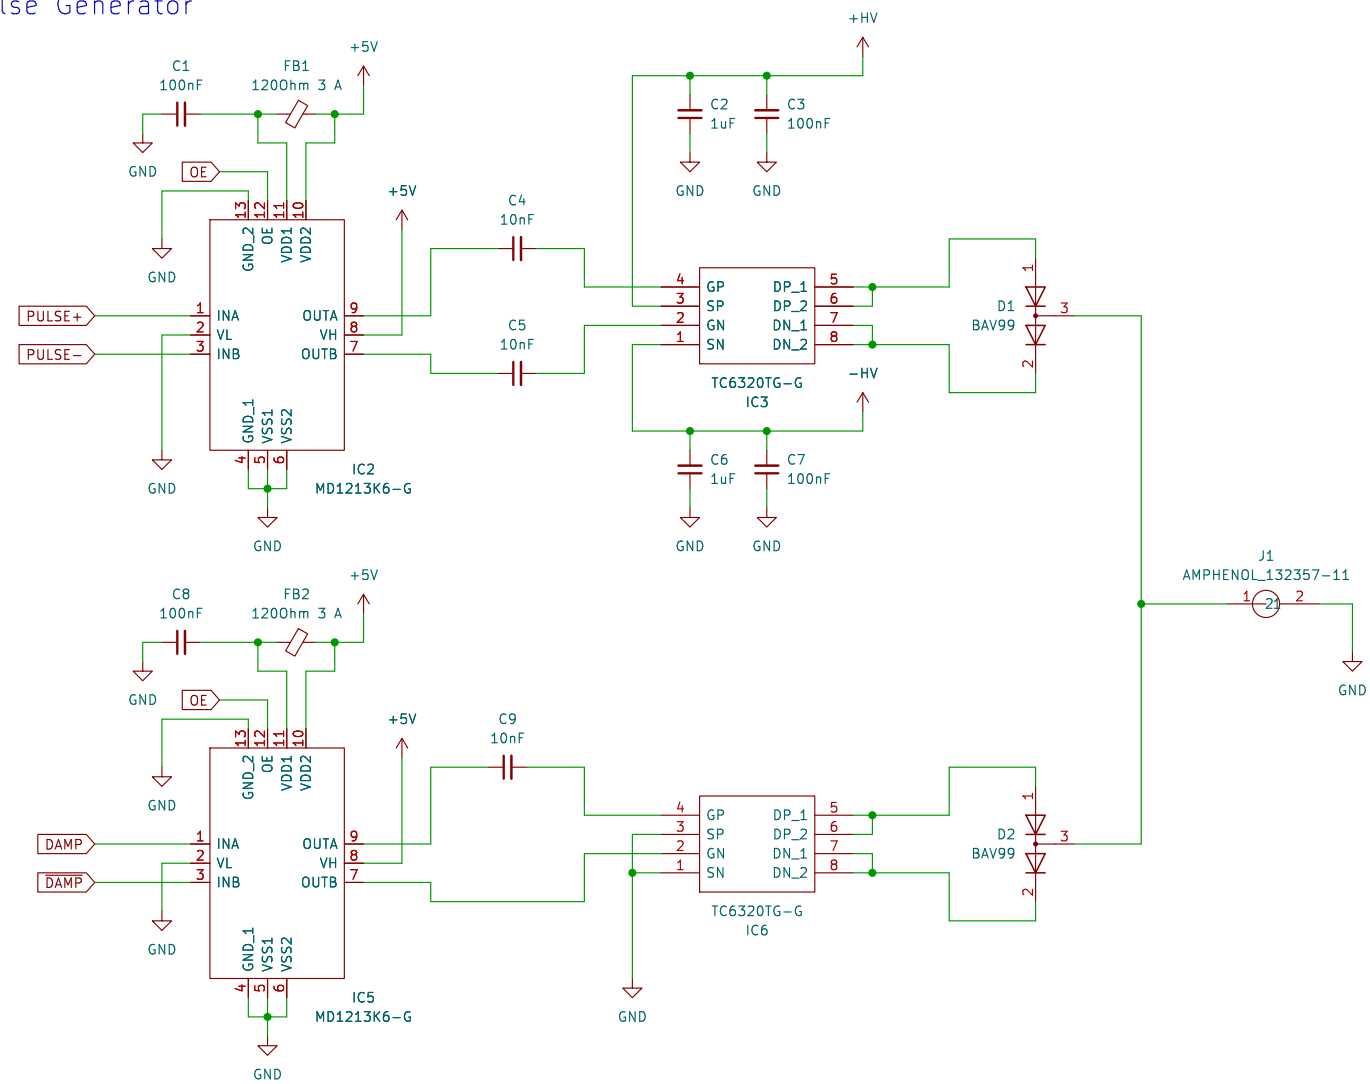 lse Generator
+HV
+5V
C1
100nF
FB1
120Ohm 3 A
C2
1uF
C3
100nF
GND
OE
GND
GND
+5V
C4
10nF
13
12
11
10
GND_2
OE
VDD1
VDD2
GND
PULSE+
1
INA
OUTA
9
2
VL
VH
8
PULSE-
3
INB
OUTB
7
C5
10nF
4
GP
DP_1
5
3
SP
DP_2
6
2
GN
DN_1
7
1
SN
DN_2
8
TC6320TG-G
IC3
1
D1
BAV99
3
2
-HV
GND_1
VSS1
VSS2
4
5
6
GND
IC2
MD1213K6-G
GND
C6
1uF
C7
100nF
GND
GND
J1
AMPHENOL_132357-11
1
21
2
GND
+5V
C8
100nF
FB2
120Ohm 3 A
GND
OE
+5V
C9
10nF
13
12
11
10
GND_2
OE
VDD1
VDD2
GND
DAMP
1
INA
OUTA
9
2
VL
VH
8
DAMP
3
INB
OUTB
7
4
GP
DP_1
5
3
SP
DP_2
6
2
GN
DN_1
7
1
SN
DN_2
8
TC6320TG-G
IC6
1
D2
BAV99
3
2
GND
GND_1
VSS1
VSS2
4
5
6
IC5
MD1213K6-G
GND
GND